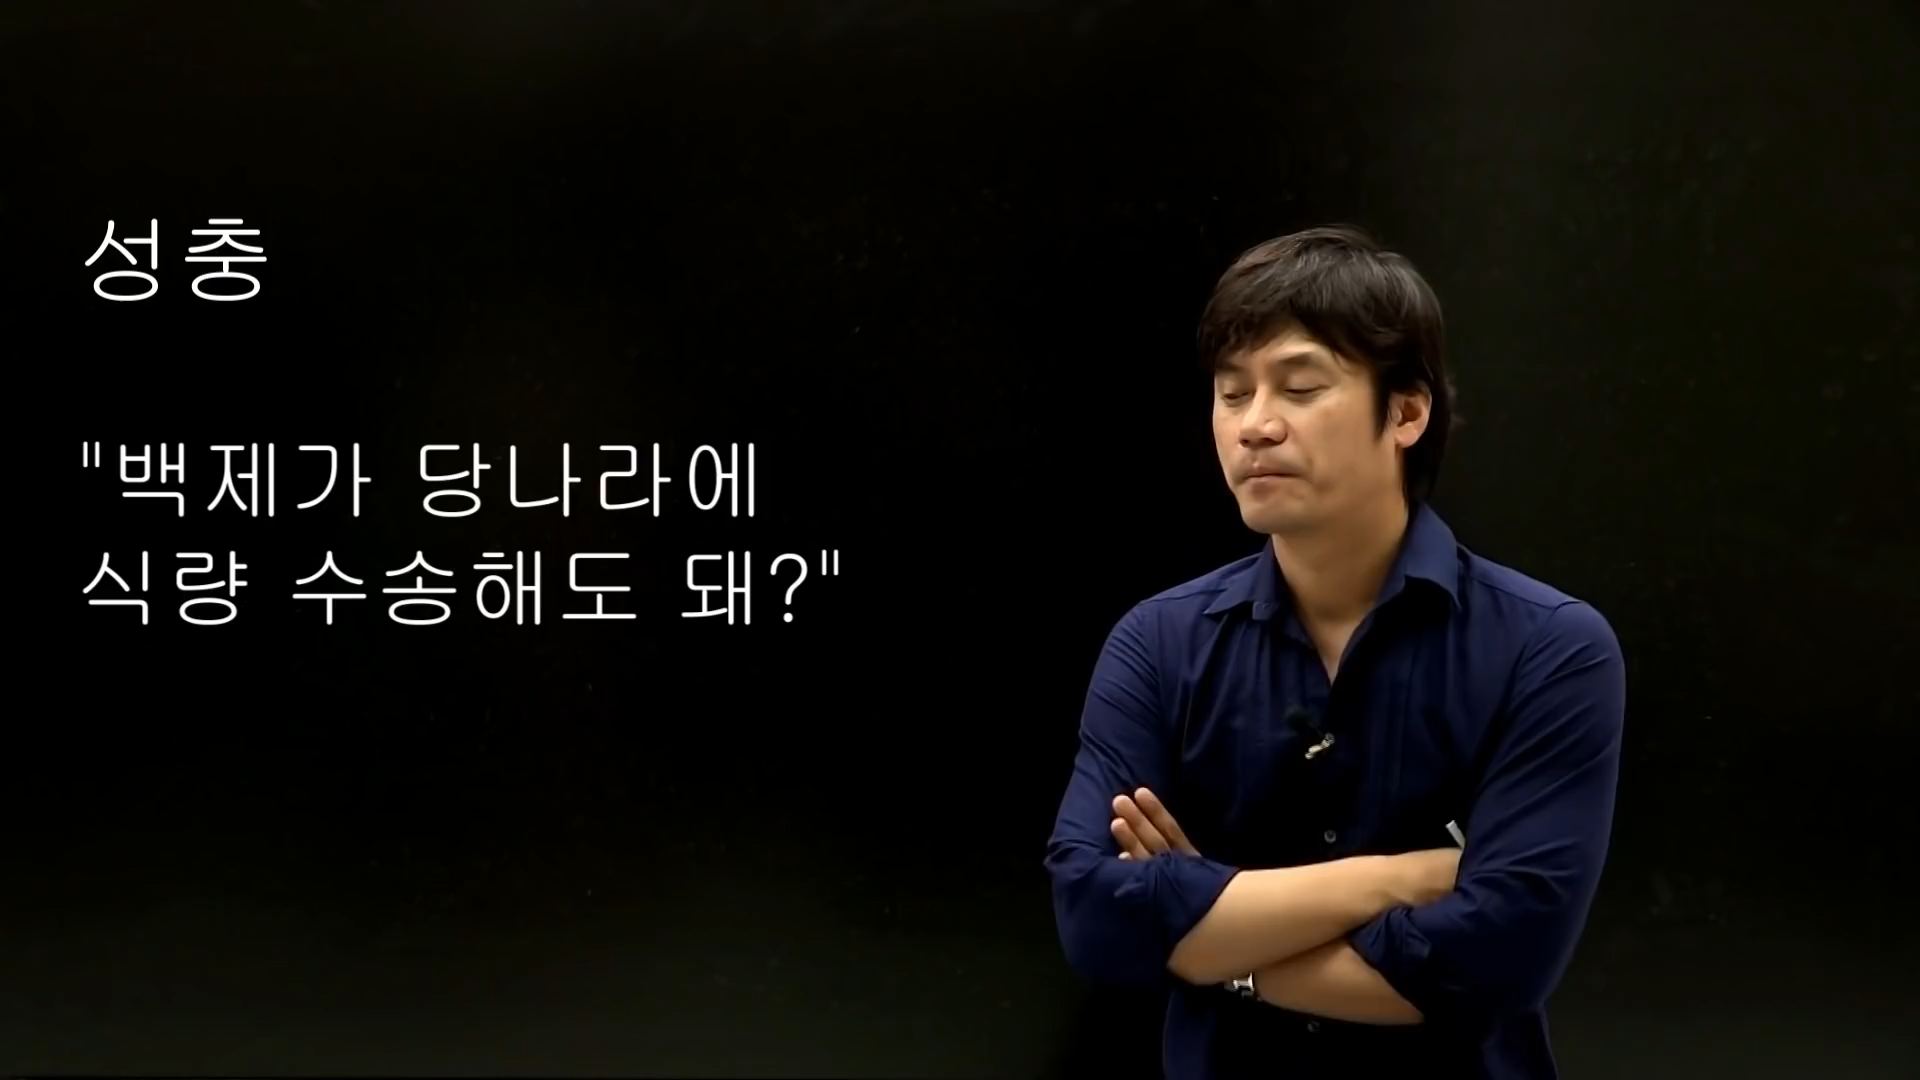 성충
"백제가 당나라에
식량 수송해도 돼?"